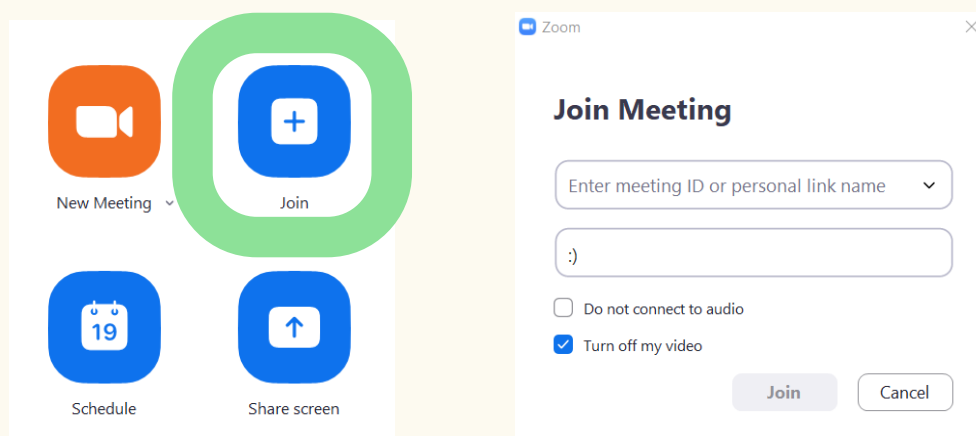 New Meeting
Join
19
Schedule
Share screen
Zoom
Join Meeting
Enter meeting ID or personal link name
:)
Do not connect to audio
Turn off my video
Join
Cancel